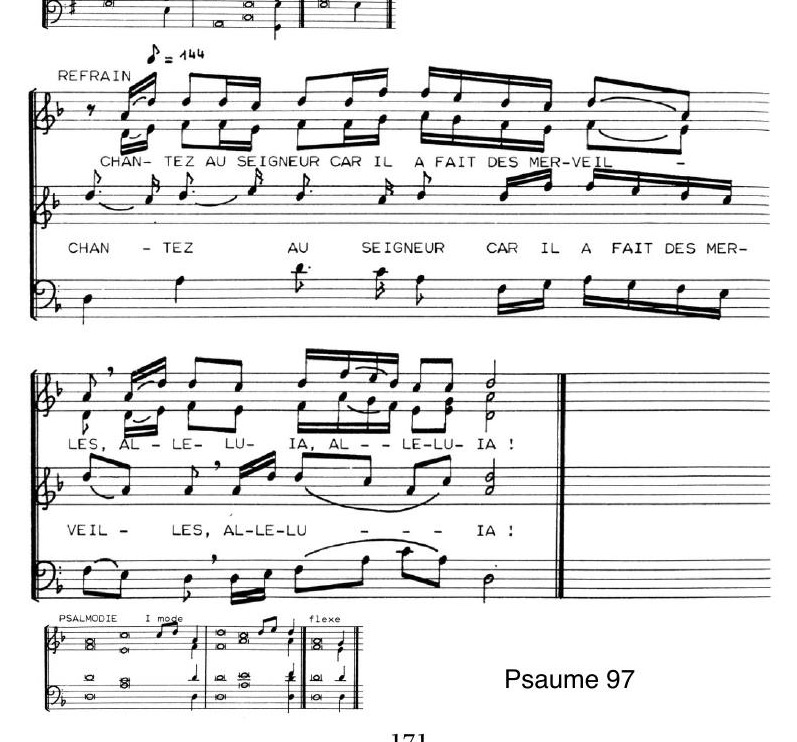 ♪ = 144
REFRAIN
CHAN- TEZ AU SEIGNEUR CAR IL A FAIT DES MER-VEIL -
CHAN - TEZ AU SEIGNEUR CAR IL A FAIT DES MER-
LES, AL - LE- LU- IA, AL - - LE-LU- IA !
VEIL - LES, AL-LE-LU - - - IA !
PSALMODIE I mode flexe
Psaume 97
171